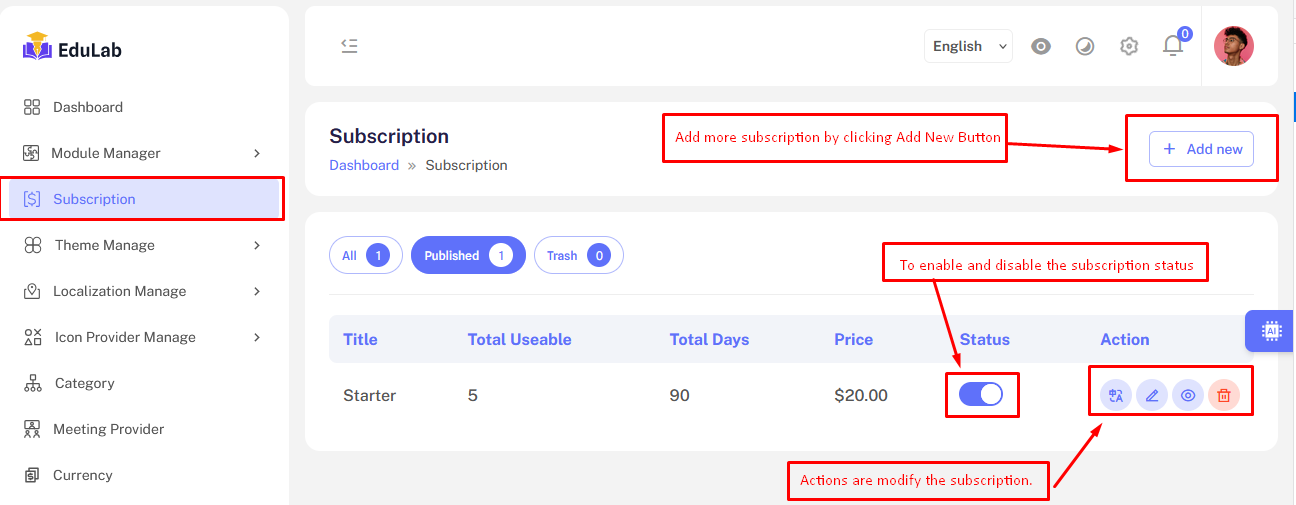 EduLab
English
0
Dashboard
Module Manager
Subscription
Theme Manage
Localization Manage
Icon Provider Manage
Category
Meeting Provider
Currency
Subscription
Dashboard » Subscription
Add more subscription by clicking Add New Button
+ Add new
All 1
Published 1
Trash 0
To enable and disable the subscription status
Title Total Useable Total Days Price Status Action
AI
Starter 5 90 $20.00
Actions are modify the subscription.